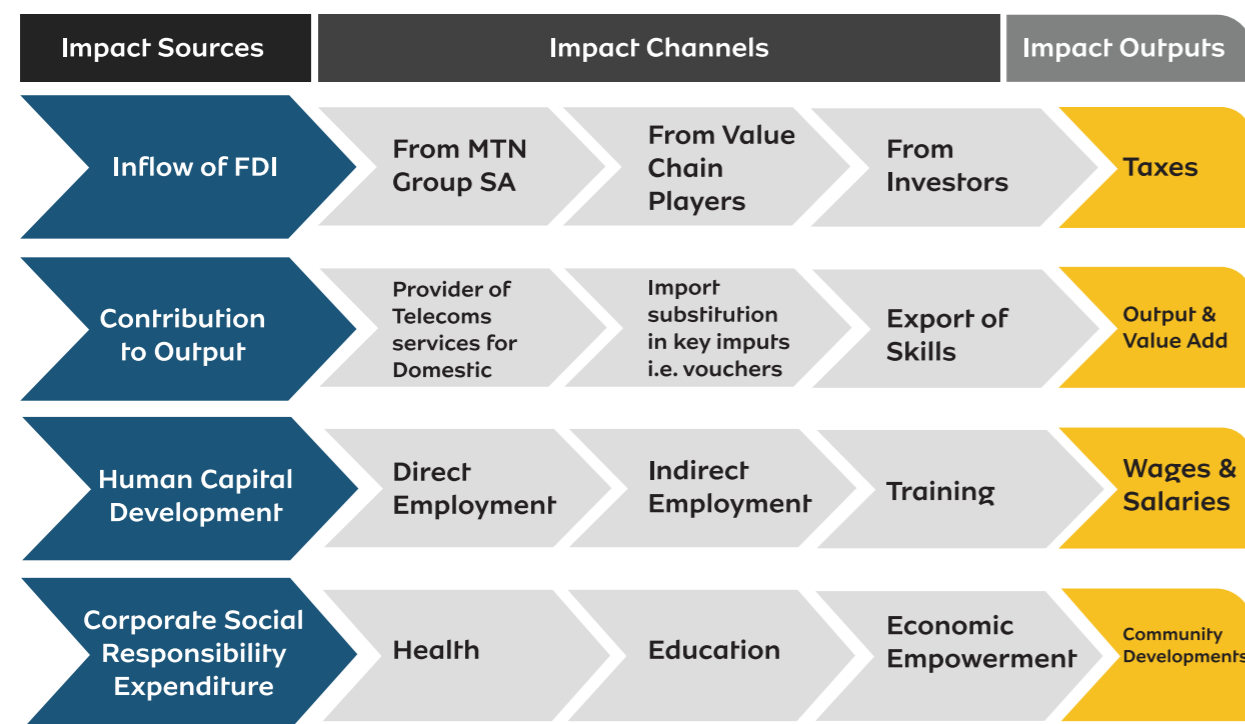 Impact Sources
Impact Channels
Impact Outputs
Inflow of FDI
From MTN
Group SA
From Value
Chain
Players
From
Investors
Taxes
Contribution
to Output
Provider of
Telecoms
services for
Domestic
Import
substitution
in key imputs
i.e. vouchers
Export of
Skills
Output &
Value Add
Human Capital
Development
Direct
Employment
Indirect
Employment
Training
Wages &
Salaries
Corporate Social
Responsibility
Expenditure
Health
Education
Economic
Empowerment
Community
Developments